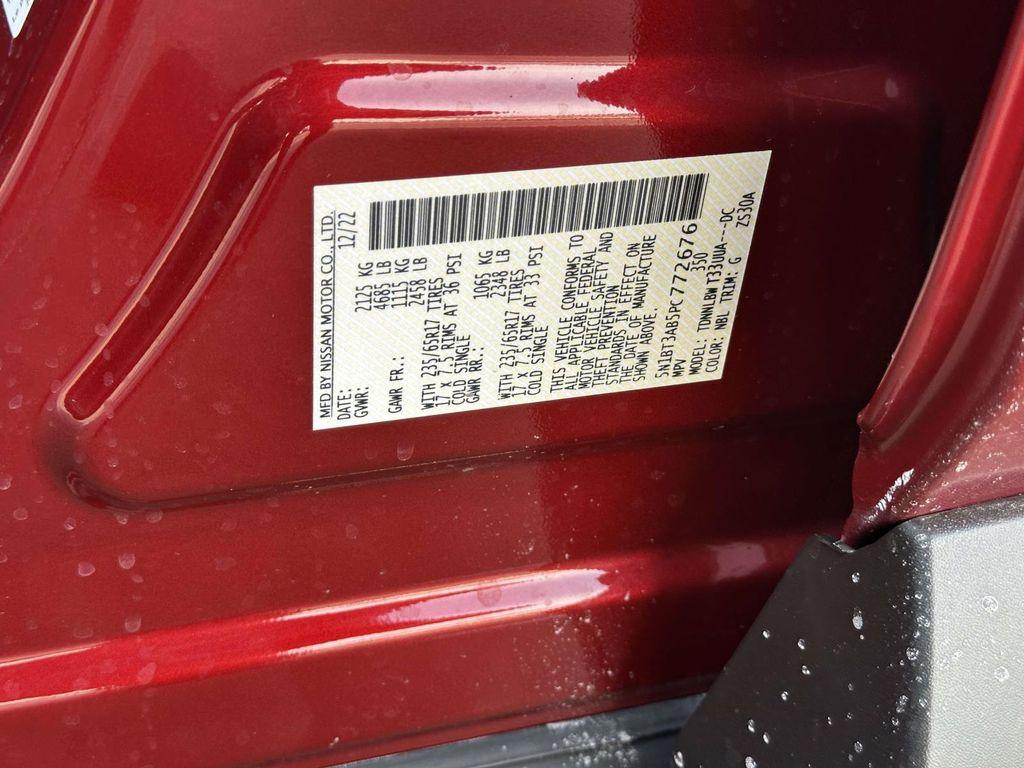 MFD BY NISSAN MOTOR CO., LTD.
DATE: 12/22
GVWR: 2125 KG
4685 LB
GAWR FR.: 1115 KG
2458 LB
WITH 235/65R17 TIRES
17 X 7.5 RIMS AT 36 PSI
COLD SINGLE
GAWR RR.: 1065 KG
2348 LB
WITH 235/65R17 TIRES
17 X 7.5 RIMS AT 33 PSI
COLD SINGLE
THIS VEHICLE CONFORMS TO
ALL APPLICABLE FEDERAL
MOTOR VEHICLE SAFETY AND
THEFT PREVENTION
STANDARDS IN EFFECT ON
THE DATE OF MANUFACTURE
SHOWN ABOVE.
5N1BT3AB5PC772676
MPV 350
MODEL: TDNNLBW T33UUA---DC
COLOR: NBL TRIM: G ZS30A